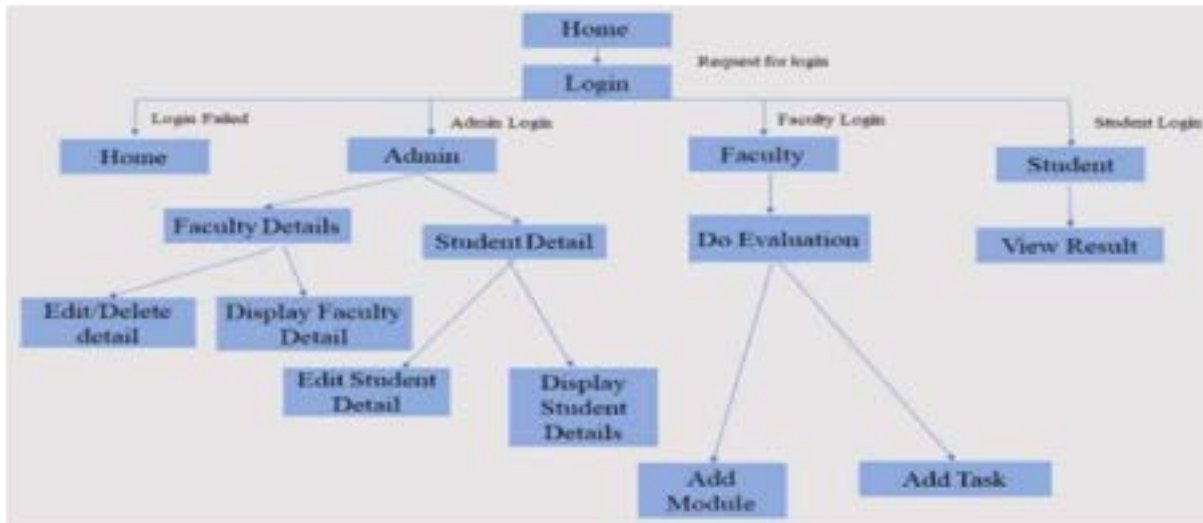 Home
Request for login
Login
Login Failed
Admin Login
Faculty Login
Student Login
Home
Admin
Faculty
Student
Faculty Details
Student Detail
Do Evaluation
View Result
Edit/Delete
detail
Display Faculty
Detail
Edit Student
Detail
Display
Student
Details
Add
Module
Add Task